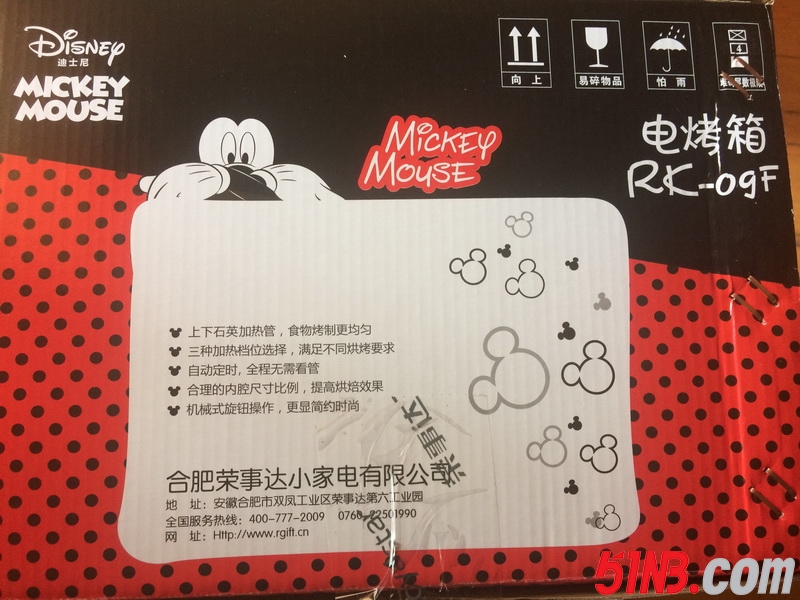 Disney
迪士尼
MICKEY
MOUSE
向上
易碎物品
怕雨
4
Mickey
Mouse
电烤箱
RK-09F
上下石英加热管，食物烤制更均匀
三种加热档位选择，满足不同烘烤要求
自动定时，全程无需看管
合理的内腔尺寸比例，提高烘焙效果
机械式旋钮操作，更显简约时尚
荣事达
合肥荣事达小家电有限公司
地 址：安徽合肥市双凤工业区荣事达第六工业园
全国服务热线：400-777-2009 0760-22501990
网 址：Http://www.rgift.cn
51NB.com